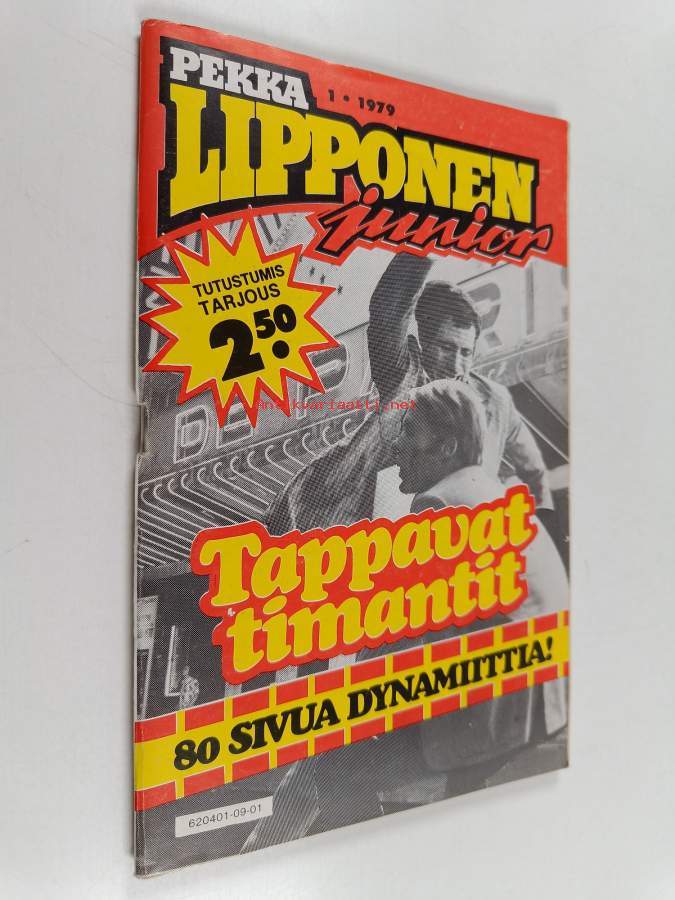 PEKKA
1 • 1979
LIPPONEN
junior
TUTUSTUMIS
TARJOUS
2.50
Antikvariaatti.net
Tappavat
timantit
80 SIVUA DYNAMIITTIA!
620401-09-01